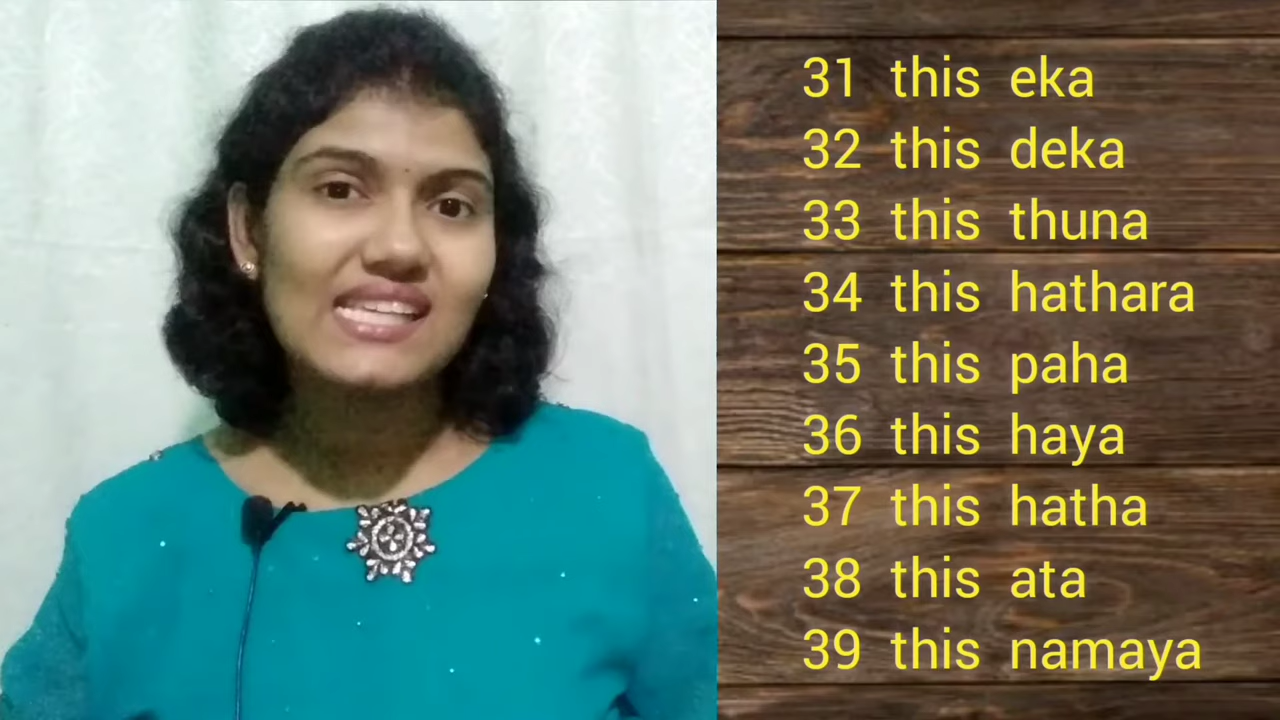 31 this eka
32 this deka
33 this thuna
34 this hathara
35 this paha
36 this haya
37 this hatha
38 this ata
39 this namaya